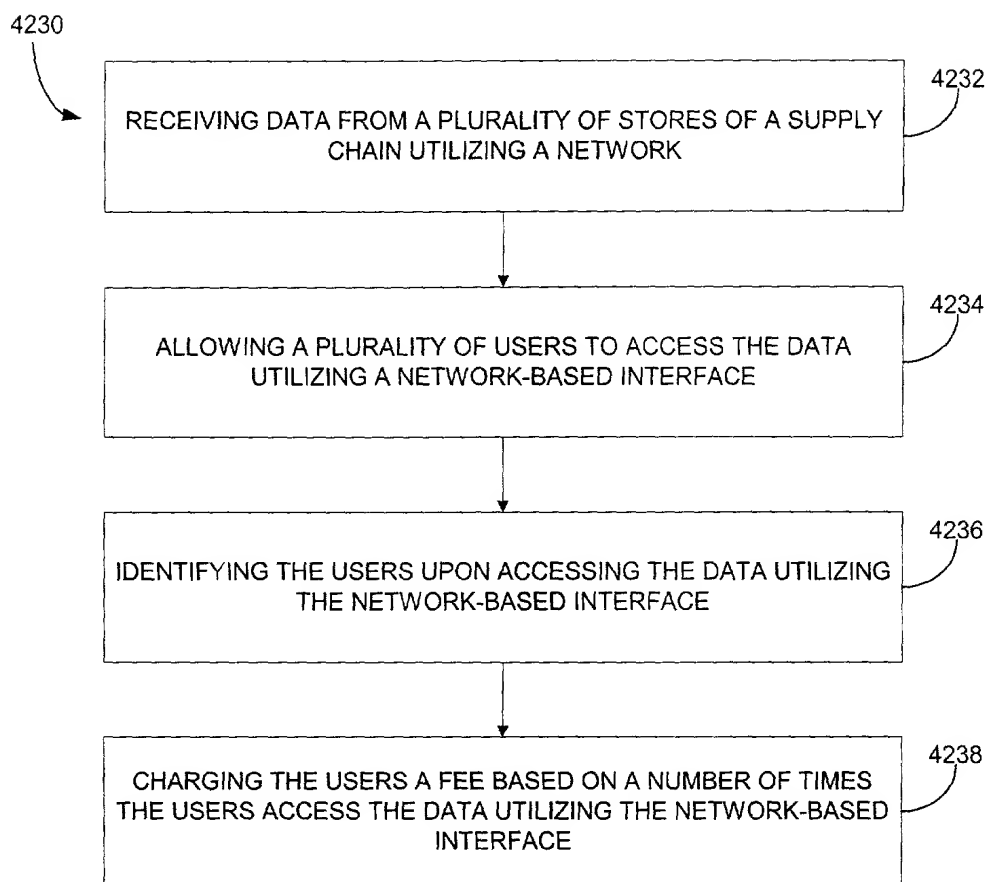 4230
4232
RECEIVING DATA FROM A PLURALITY OF STORES OF A SUPPLY
CHAIN UTILIZING A NETWORK
4234
ALLOWING A PLURALITY OF USERS TO ACCESS THE DATA
UTILIZING A NETWORK-BASED INTERFACE
4236
IDENTIFYING THE USERS UPON ACCESSING THE DATA UTILIZING
THE NETWORK-BASED INTERFACE
4238
CHARGING THE USERS A FEE BASED ON A NUMBER OF TIMES
THE USERS ACCESS THE DATA UTILIZING THE NETWORK-BASED
INTERFACE